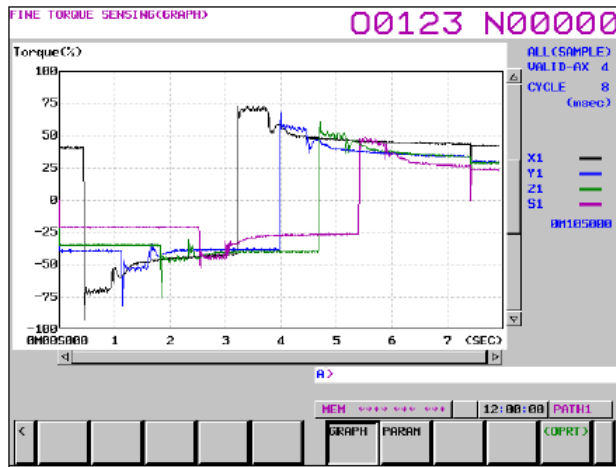 FINE TORQUE SENSING(GRAPH)
O0123 N00000
Torque(%)
ALL(SAMPLE)
VALID-AX 4
CYCLE 8
(msec)
100
75
50
25
0
-25
-50
-75
-100
X1
Y1
Z1
S1
0M10S000
0M00S000 1 2 3 4 5 6 7 (SEC)
A>
MEM **** *** *** 12:00:00 PATH1
< GRAPH PARAM (OPRT)